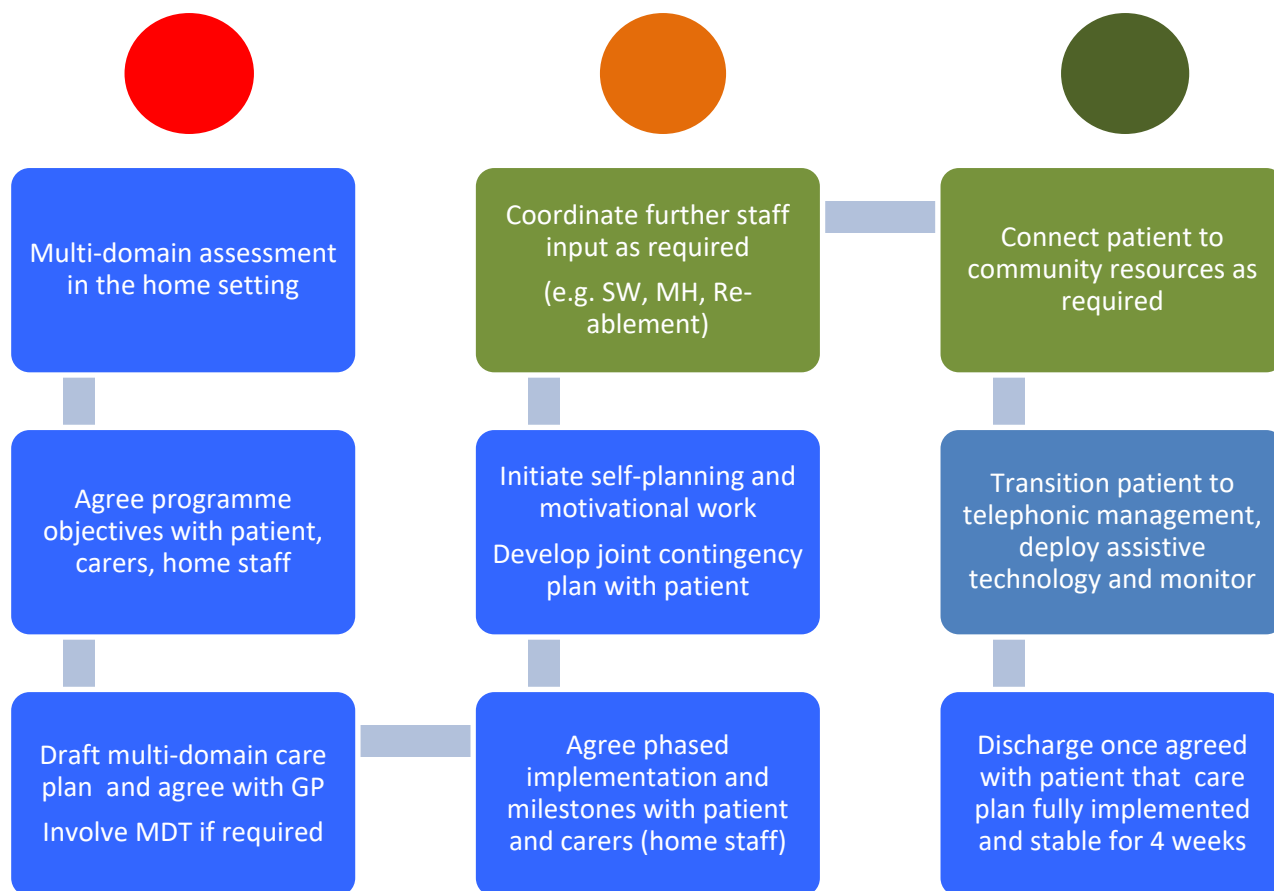 Multi-domain assessment
in the home setting
Agree programme
objectives with patient,
carers, home staff
Draft multi-domain care
plan and agree with GP
Involve MDT if required
Agree phased
implementation and
milestones with patient
and carers (home staff)
Initiate self-planning and
motivational work
Develop joint contingency
plan with patient
Coordinate further staff
input as required
(e.g. SW, MH, Re-
ablement)
Connect patient to
community resources as
required
Transition patient to
telephonic management,
deploy assistive
technology and monitor
Discharge once agreed
with patient that care
plan fully implemented
and stable for 4 weeks